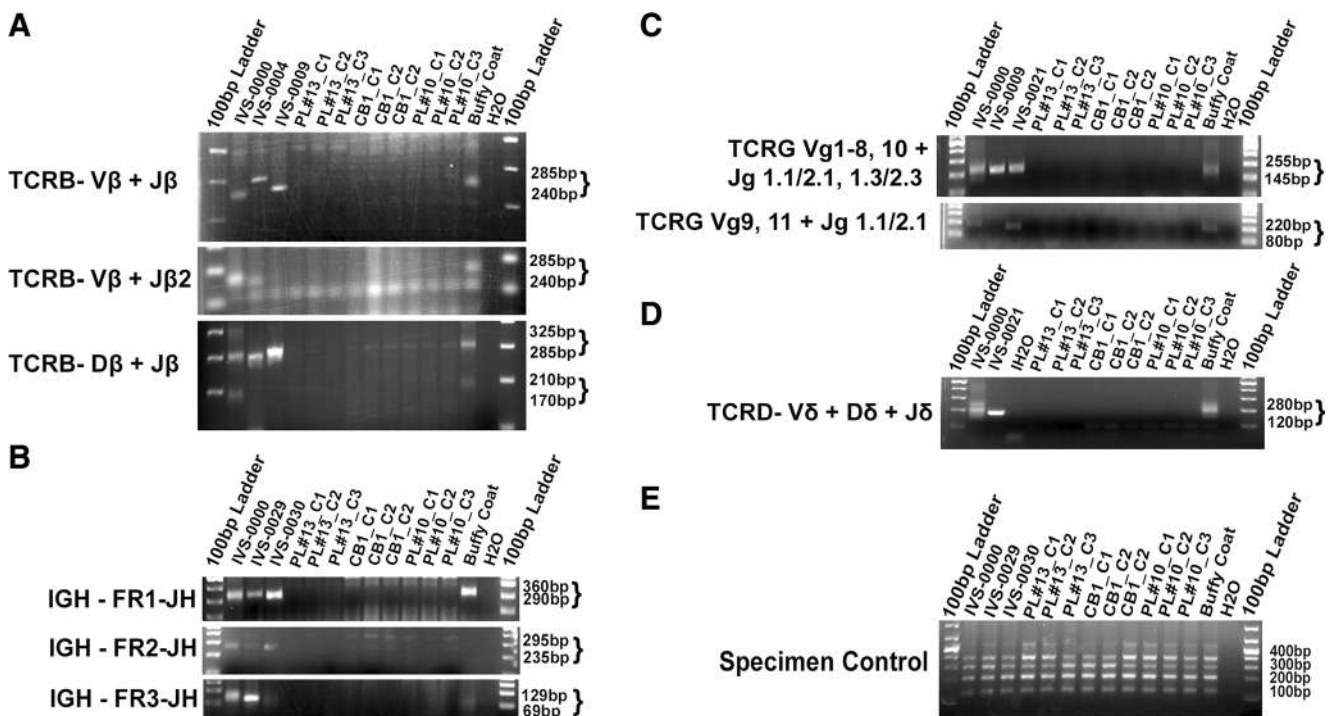 A
100bp Ladder
IVS-0000
IVS-0004
IVS-0009
PL#13_C1
PL#13_C2
PL#13_C3
CB1_C1
CB1_C2
CB1_C2
PL#10_C1
PL#10_C2
PL#10_C3
Buffy Coat
H2O
100bp Ladder
TCRB- Vβ + Jβ
285bp
240bp
}
TCRB- Vβ + Jβ2
285bp
240bp
}
TCRB- Dβ + Jβ
325bp
285bp
}
210bp
170bp
}
B
100bp Ladder
IVS-0000
IVS-0029
IVS-0030
PL#13_C1
PL#13_C2
PL#13_C3
CB1_C1
CB1_C2
CB1_C2
PL#10_C1
PL#10_C2
PL#10_C3
Buffy Coat
H2O
100bp Ladder
IGH - FR1-JH
360bp
290bp
}
IGH - FR2-JH
295bp
235bp
}
IGH - FR3-JH
129bp
69bp
}
C
100bp Ladder
IVS-0000
IVS-0009
IVS-0021
PL#13_C1
PL#13_C2
PL#13_C3
CB1_C1
CB1_C2
CB1_C2
PL#10_C1
PL#10_C2
PL#10_C3
Buffy Coat
H2O
100bp Ladder
TCRG Vg1-8, 10 +
Jg 1.1/2.1, 1.3/2.3
255bp
145bp
}
TCRG Vg9, 11 + Jg 1.1/2.1
220bp
80bp
}
D
100bp Ladder
IVS-0000
IVS-0021
IH2O
PL#13_C1
PL#13_C2
PL#13_C3
CB1_C1
CB1_C2
CB1_C2
PL#10_C1
PL#10_C2
PL#10_C3
Buffy Coat
H2O
100bp Ladder
TCRD- Vδ + Dδ + Jδ
280bp
120bp
}
E
100bp Ladder
IVS-0000
IVS-0029
IVS-0030
PL#13_C1
PL#13_C2
PL#13_C3
CB1_C1
CB1_C2
CB1_C2
PL#10_C1
PL#10_C2
PL#10_C3
Buffy Coat
H2O
100bp Ladder
Specimen Control
400bp
300bp
200bp
100bp